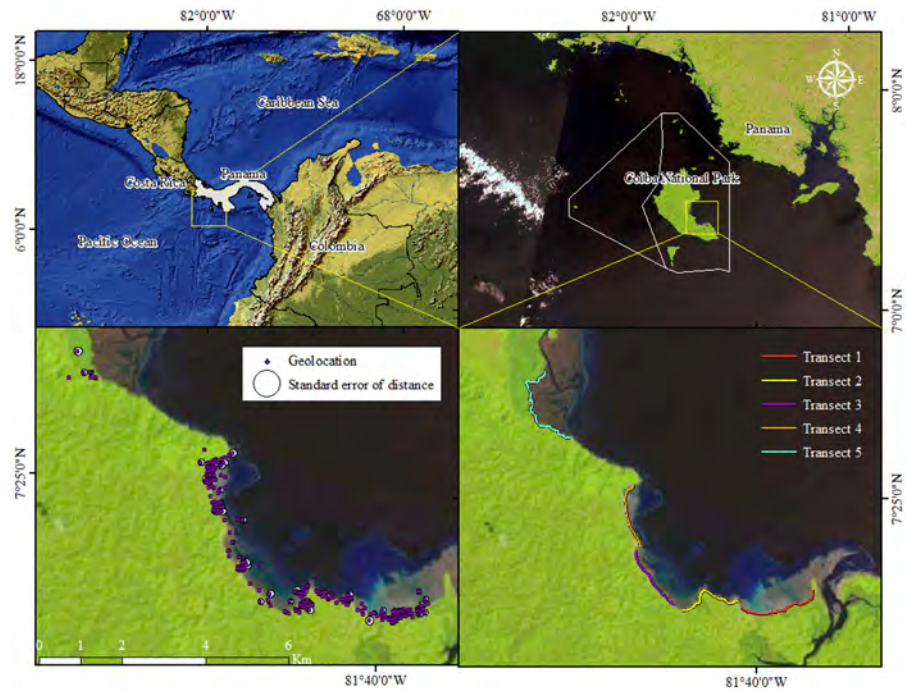 82°0'0"W
68°0'0"W
82°0'0"W
81°0'0"W
18°0'0"N
6°0'0"N
Caribbean Sea
Costa Rica
Panama
Pacific Ocean
Colombia
N
W
E
S
Panama
Coiba National Park
8°0'0"N
7°0'0"N
Geolocation
Standard error of distance
7°25'N
0 2 4 6
Km
81°40'0"W
Transect 1
Transect 2
Transect 3
Transect 4
Transect 5
7°25'0"N
81°40'0"W